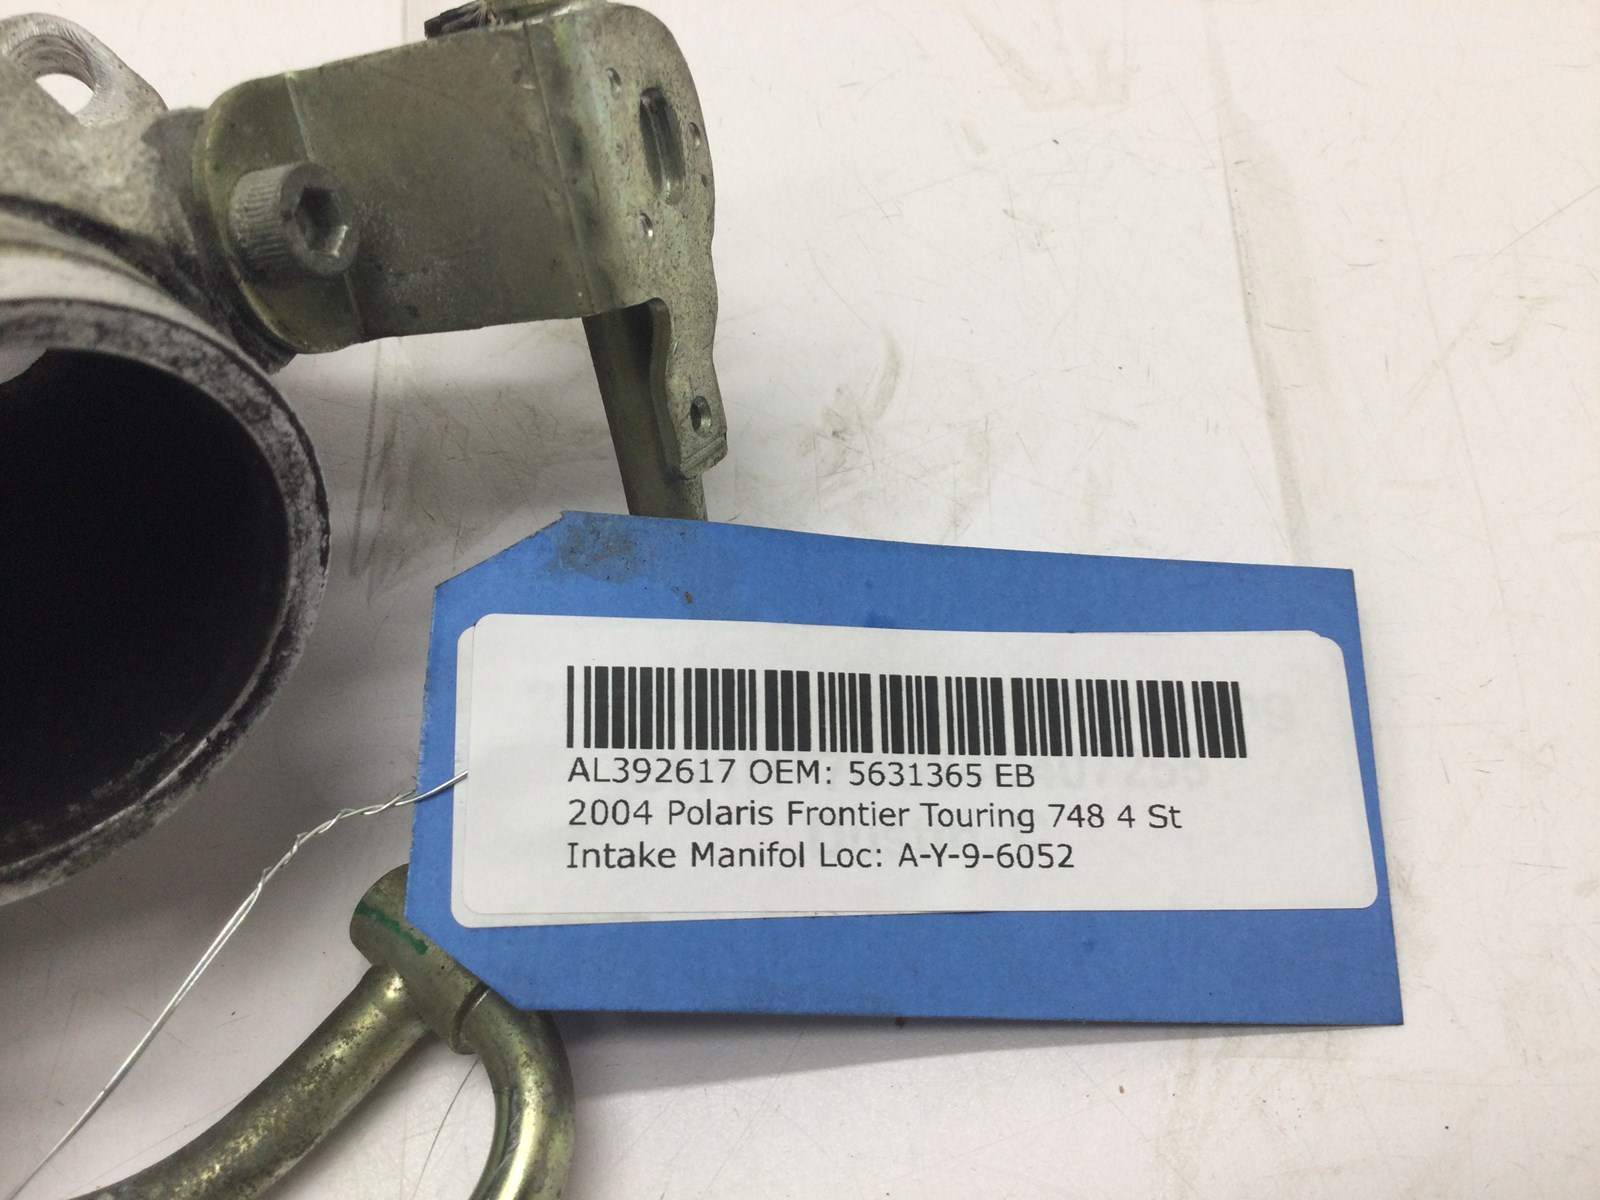 AL392617 OEM: 5631365 EB
2004 Polaris Frontier Touring 748 4 St
Intake Manifol Loc: A-Y-9-6052